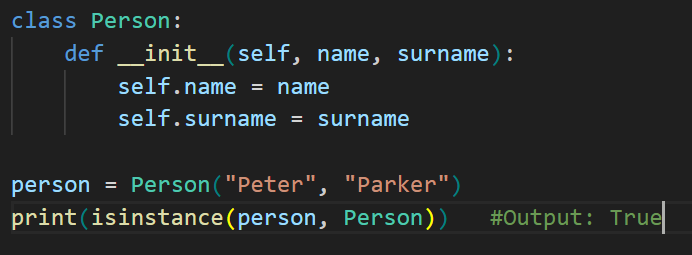 class Person:
    def __init__(self, name, surname):
        self.name = name
        self.surname = surname

person = Person("Peter", "Parker")
print(isinstance(person, Person))   #Output: True